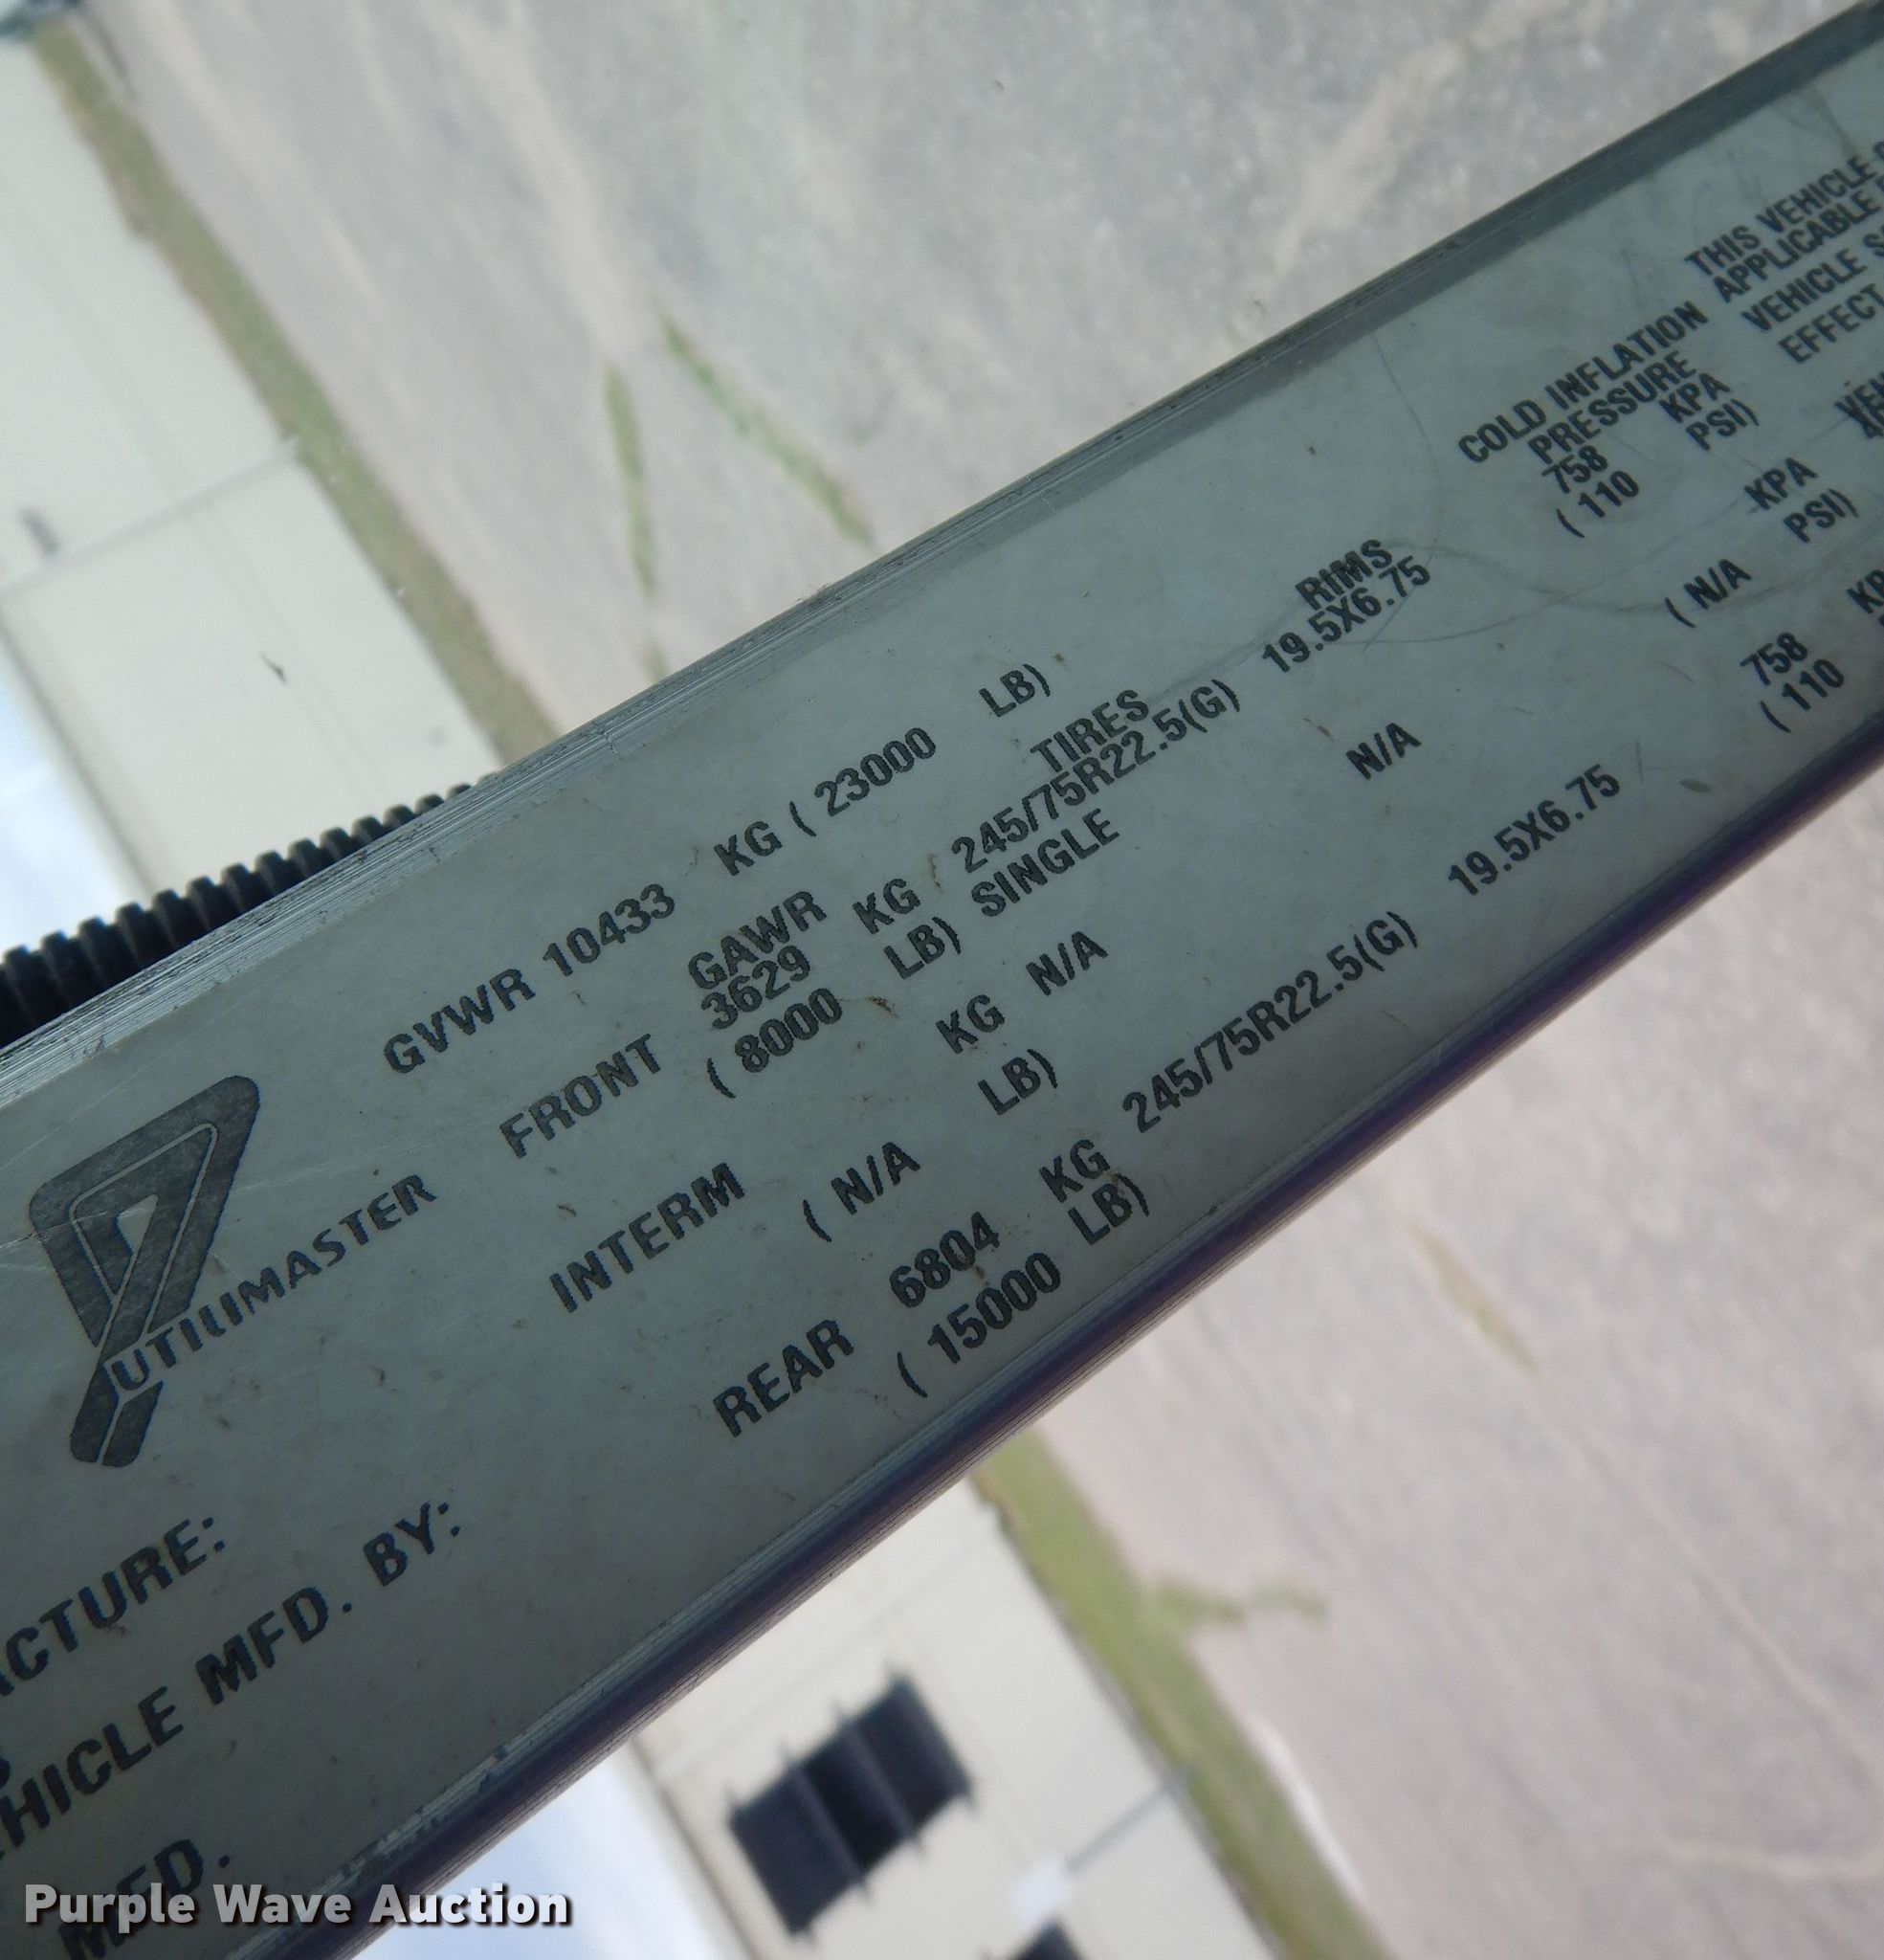 UTILIMASTER
GVWR 10433 KG ( 23000 LB)
GAWR TIRES RIMS COLD INFLATION PRESSURE
FRONT 3629 KG 245/75R22.5(G) 19.5X6.75 758 KPA
( 8000 LB) SINGLE ( 110 PSI)
INTERM KG N/A N/A KPA
( N/A LB) ( N/A PSI)
REAR 6804 KG 245/75R22.5(G) 19.5X6.75 758
( 15000 LB) ( 110
THIS VEHICLE
APPLICABLE
VEHICLE
EFFECT
VEHICLE MFD. BY:
MFD.
Purple Wave Auction